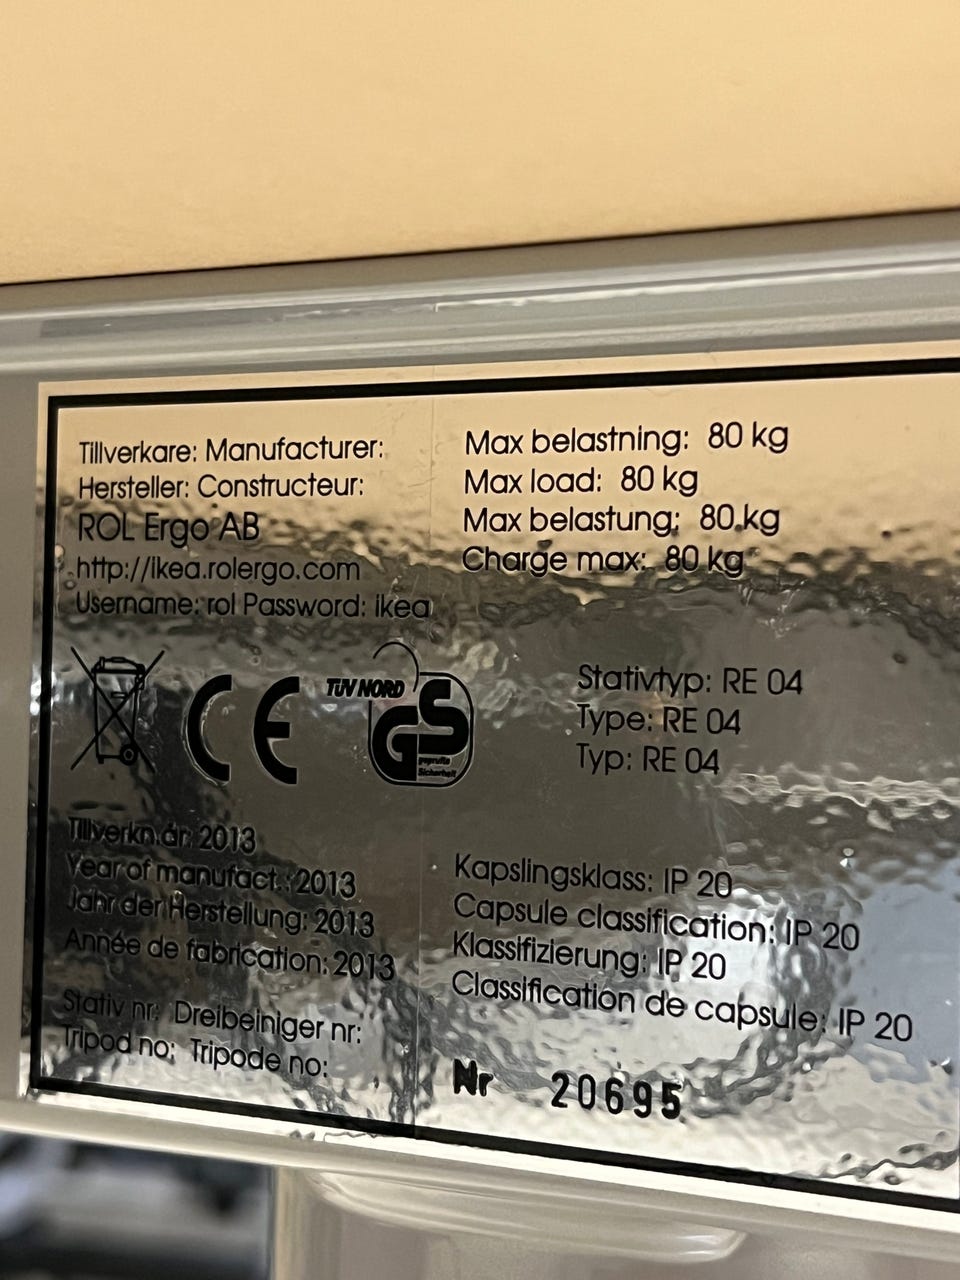 Tillverkare: Manufacturer:
Hersteller: Constructeur:
ROL Ergo AB
http://ikea.rolergo.com
Username: rol Password: ikea
Max belastning: 80 kg
Max load: 80 kg
Max belastung: 80 kg
Charge max: 80 kg
CE
TÜV NORD
GS
geprüfte
Sicherheit
Stativtyp: RE 04
Type: RE 04
Typ: RE 04
Tillverkn.år: 2013
Year of manufact.: 2013
Jahr der Herstellung: 2013
Année de fabrication: 2013
Kapslingsklass: IP 20
Capsule classification: IP 20
Klassifizierung: IP 20
Classification de capsule: IP 20
Stativ nr: Dreibeiniger nr:
Tripod no: Tripode no:
Nr 20695